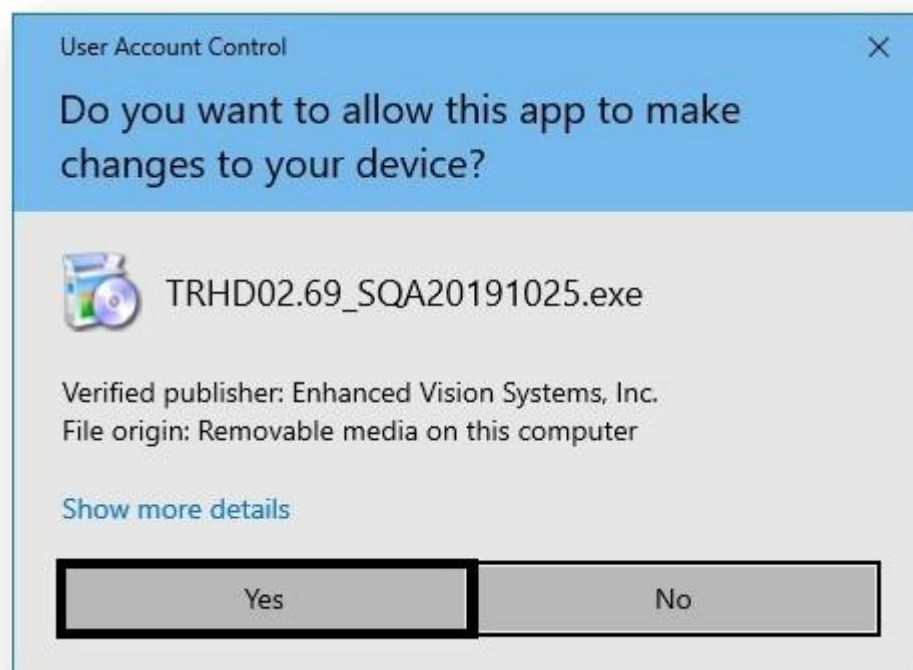 User Account Control
Do you want to allow this app to make
changes to your device?
TRHD02.69_SQA20191025.exe
Verified publisher: Enhanced Vision Systems, Inc.
File origin: Removable media on this computer
Show more details
Yes
No